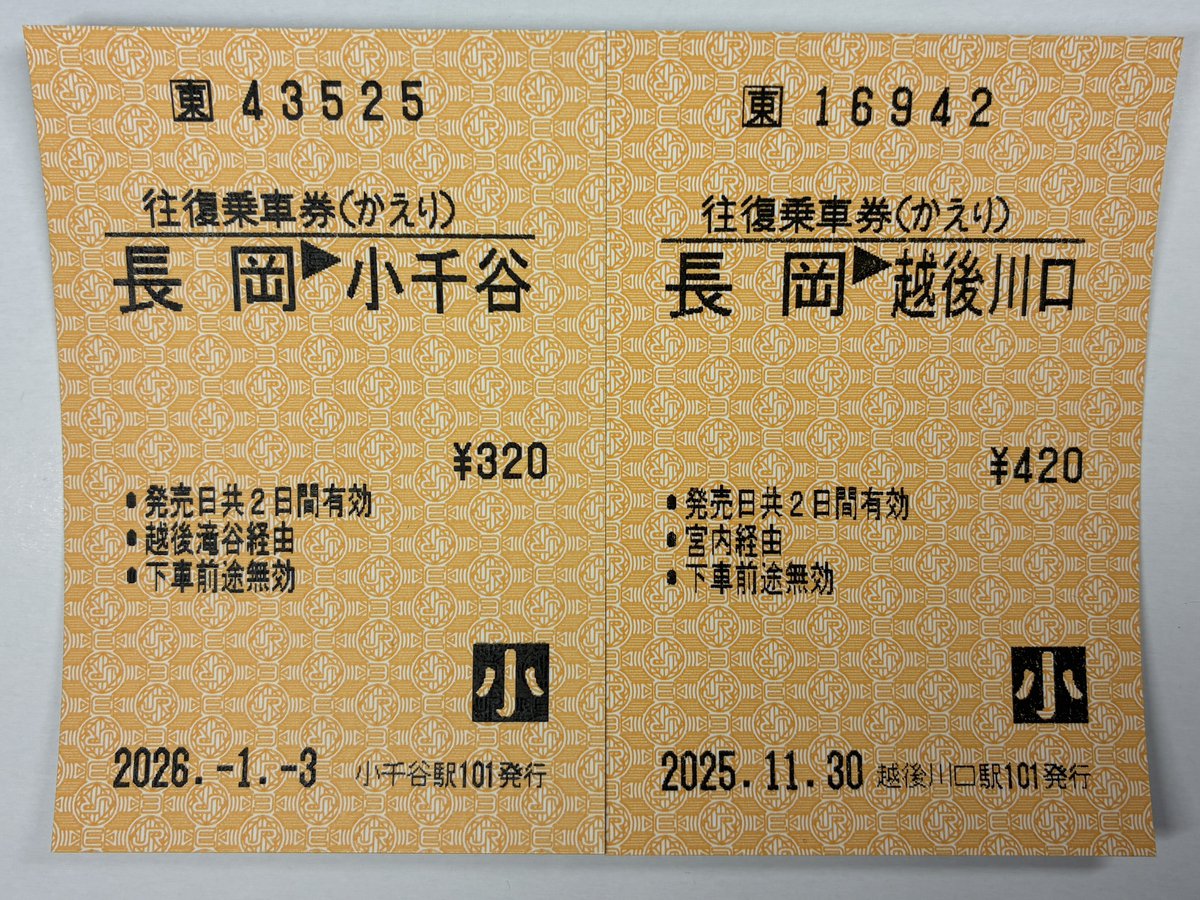 東 43525
往復乗車券(かえり)
長岡▶小千谷
¥320
・発売日共2日間有効
・越後滝谷経由
・下車前途無効
小
2026.-1.-3 小千谷駅101発行
東 16942
往復乗車券(かえり)
長岡▶越後川口
¥420
・発売日共2日間有効
・宮内経由
・下車前途無効
小
2025.11.30 越後川口駅101発行